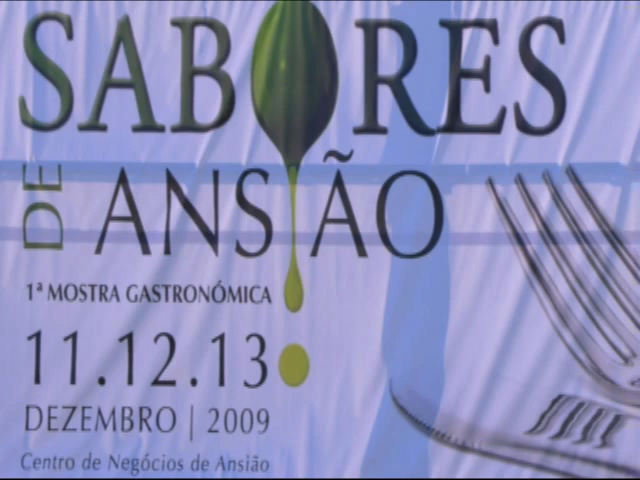 SABORES
DE ANSIÃO
1ª MOSTRA GASTRONÓMICA
11.12.13
DEZEMBRO | 2009
Centro de Negócios de Ansião